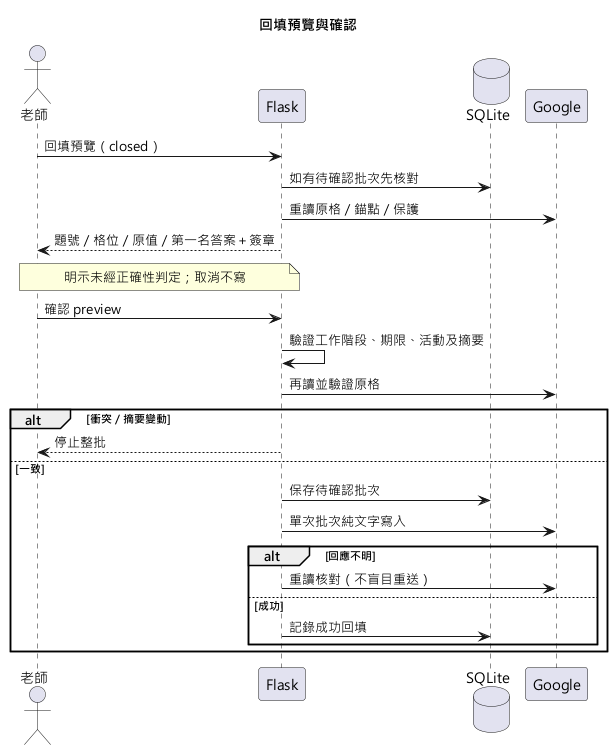 回填預覽與確認
老師
Flask
SQLite
Google
回填預覽（closed）
如有待確認批次先核對
重讀原格／錨點／保護
題號／格位／原值／第一名答案＋簽章
明示未經正確性判定；取消不寫
確認 preview
驗證工作階段、期限、活動及摘要
再讀並驗證原格
alt [衝突／摘要變動]
停止整批
[一致]
保存待確認批次
單次批次純文字寫入
alt [回應不明]
重讀核對（不盲目重送）
[成功]
記錄成功回填
老師
Flask
SQLite
Google